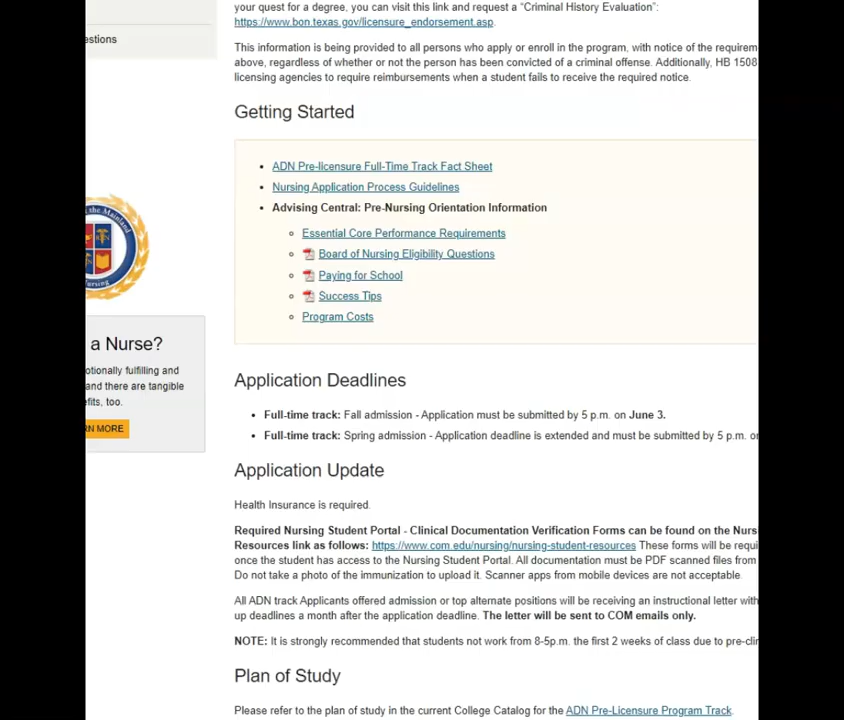 your quest for a degree, you can visit this link and request a "Criminal History Evaluation":
https://www.bon.texas.gov/licensure_endorsement.asp.
estions
This information is being provided to all persons who apply or enroll in the program, with notice of the requirem
above, regardless of whether or not the person has been convicted of a criminal offense. Additionally, HB 1508
licensing agencies to require reimbursements when a student fails to receive the required notice.
Getting Started
• ADN Pre-licensure Full-Time Track Fact Sheet
• Nursing Application Process Guidelines
• Advising Central: Pre-Nursing Orientation Information
Essential Core Performance Requirements
Board of Nursing Eligibility Questions
Paying for School
Success Tips
Program Costs
the Mainland
ursing
a Nurse?
otionally fulfilling and
and there are tangible
efits, too.
RN MORE
Application Deadlines
• Full-time track: Fall admission - Application must be submitted by 5 p.m. on June 3.
• Full-time track: Spring admission - Application deadline is extended and must be submitted by 5 p.m. on
Application Update
Health Insurance is required.
Required Nursing Student Portal - Clinical Documentation Verification Forms can be found on the Nurs
Resources link as follows: https://www.com.edu/nursing/nursing-student-resources These forms will be requi
once the student has access to the Nursing Student Portal. All documentation must be PDF scanned files from
Do not take a photo of the immunization to upload it. Scanner apps from mobile devices are not acceptable.
All ADN track Applicants offered admission or top alternate positions will be receiving an instructional letter with
up deadlines a month after the application deadline. The letter will be sent to COM emails only.
NOTE: It is strongly recommended that students not work from 8-5p.m. the first 2 weeks of class due to pre-clin
Plan of Study
Please refer to the plan of study in the current College Catalog for the ADN Pre-Licensure Program Track.